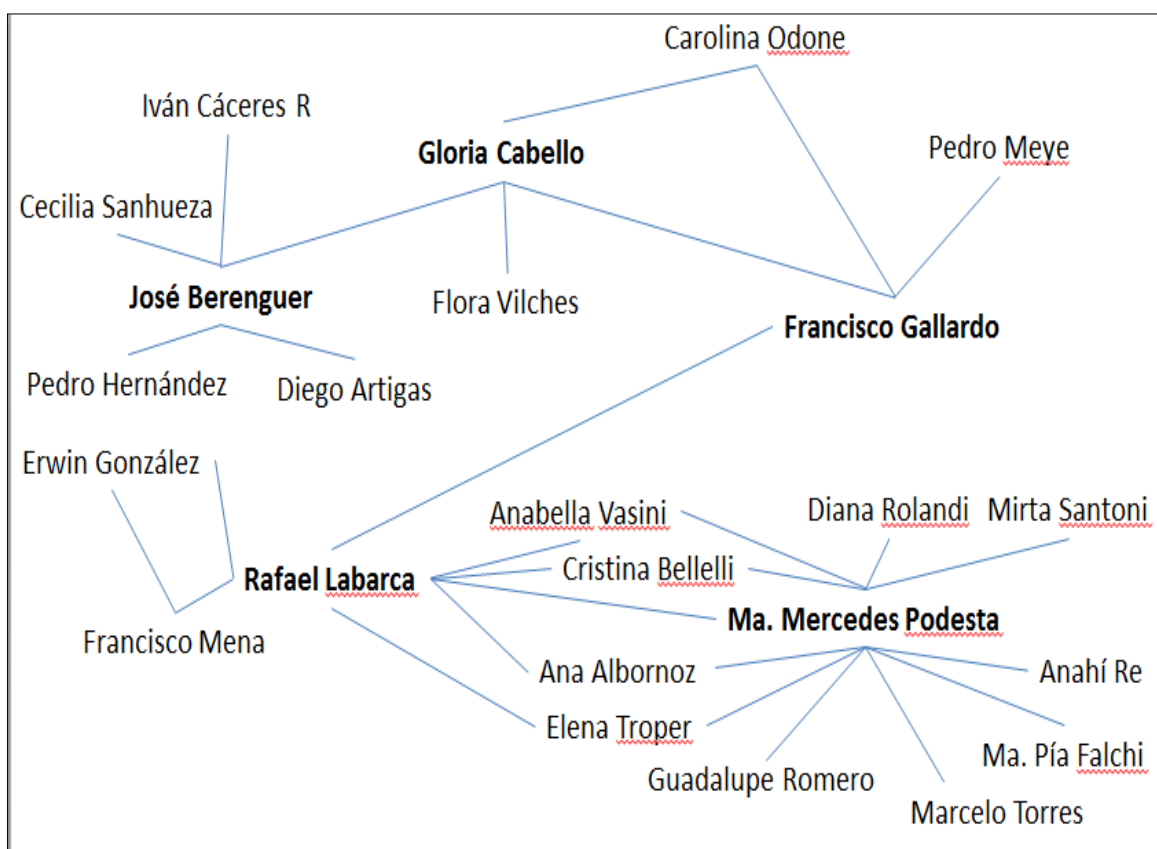 Carolina Odone
Iván Cáceres R
Gloria Cabello
Pedro Meye
Cecilia Sanhueza
José Berenguer
Flora Vilches
Francisco Gallardo
Pedro Hernández
Diego Artigas
Erwin González
Anabella Vasini
Diana Rolandi
Mirta Santoni
Cristina Bellelli
Rafael Labarca
Ma. Mercedes Podesta
Francisco Mena
Ana Albornoz
Anahí Re
Elena Troper
Ma. Pía Falchi
Guadalupe Romero
Marcelo Torres